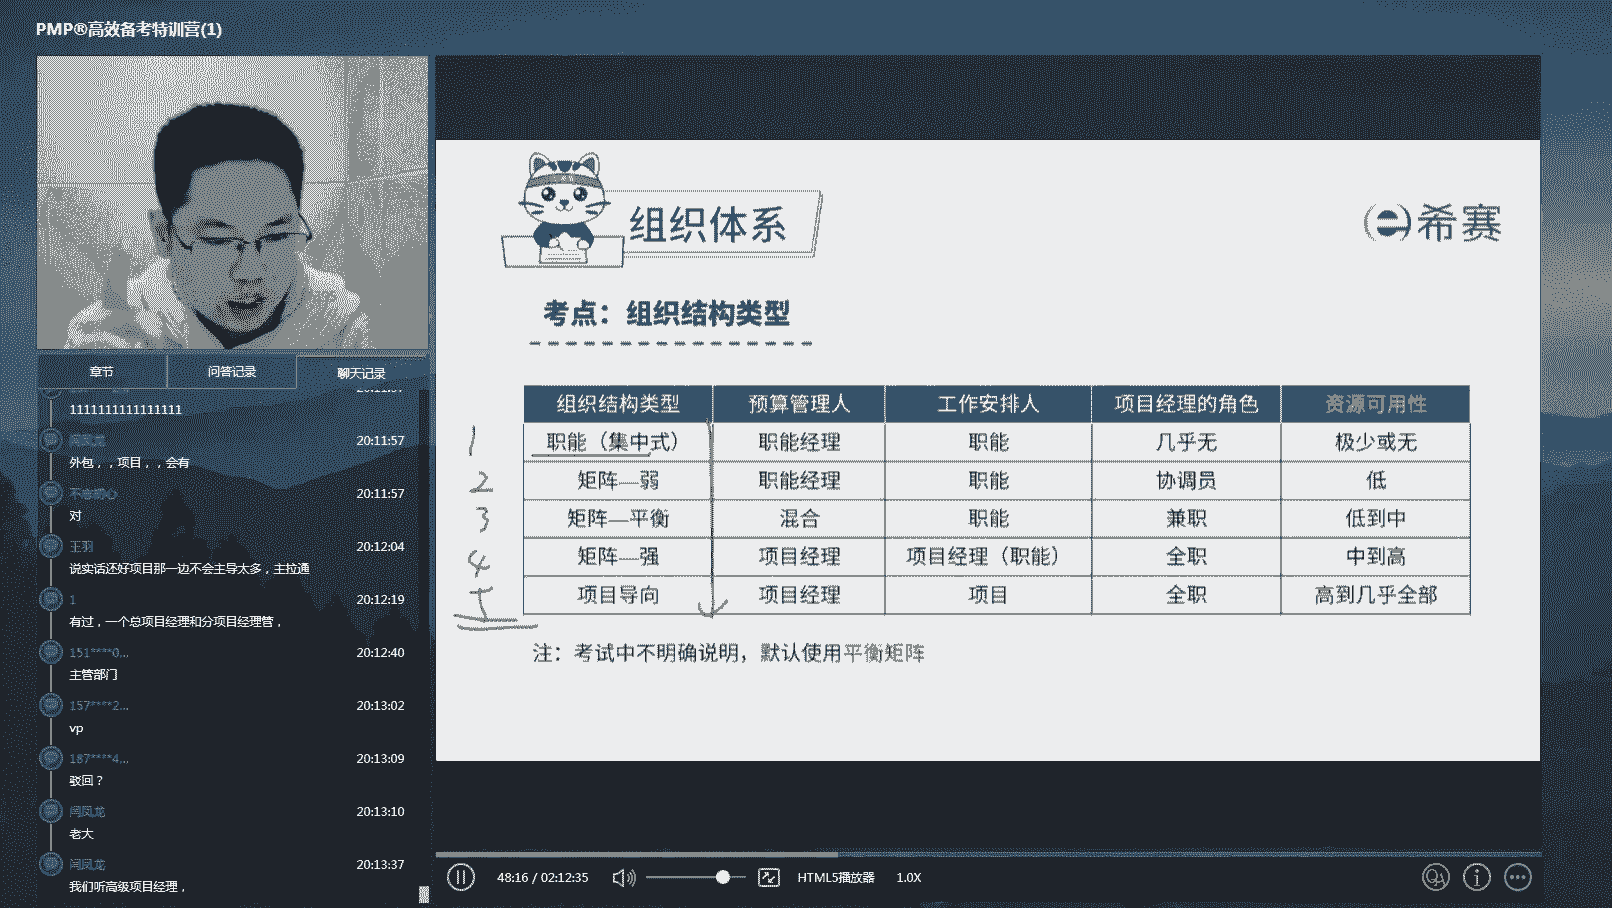 PMP®高效备考特训营(1)
章节
问答记录
聊天记录
1111111111111111
闫凤龙
20:11:57
外包，，项目，，会有
不忘初心
20:11:57
对
王羽
20:12:04
说实话还好项目那一边不会主导太多，主拉通
1
20:12:19
有过，一个总项目经理和分项目经理管，
151****0...
20:12:40
主管部门
157****2...
20:13:02
vp
187****4...
20:13:09
驳回？
闫凤龙
20:13:10
老大
闫凤龙
20:13:37
我们听高级项目经理，
组织体系
希赛
考点：组织结构类型
组织结构类型 预算管理人 工作安排人 项目经理的角色 资源可用性
1 职能（集中式） 职能经理 职能 几乎无 极少或无
2 矩阵—弱 职能经理 职能 协调员 低
3 矩阵—平衡 混合 职能 兼职 低到中
4 矩阵—强 项目经理 项目经理（职能） 全职 中到高
5 项目导向 项目经理 项目 全职 高到几乎全部
注：考试中不明确说明，默认使用平衡矩阵
48:16 / 02:12:35
HTML5播放器
1.0X